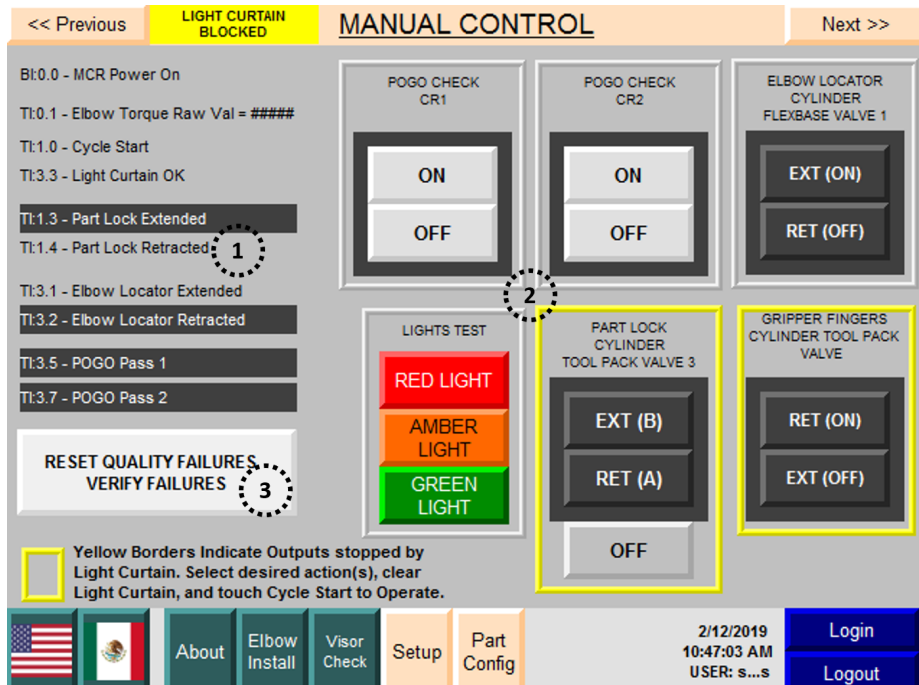 << Previous
LIGHT CURTAIN
BLOCKED
MANUAL CONTROL
Next >>
BI:0.0 - MCR Power On
TI:0.1 - Elbow Torque Raw Val = #####
TI:1.0 - Cycle Start
TI:3.3 - Light Curtain OK
TI:1.3 - Part Lock Extended
TI:1.4 - Part Lock Retracted
1
TI:3.1 - Elbow Locator Extended
TI:3.2 - Elbow Locator Retracted
TI:3.5 - POGO Pass 1
TI:3.7 - POGO Pass 2
RESET QUALITY FAILURES
VERIFY FAILURES
3
POGO CHECK
CR1
ON
OFF
POGO CHECK
CR2
ON
OFF
ELBOW LOCATOR
CYLINDER
FLEXBASE VALVE 1
EXT (ON)
RET (OFF)
2
LIGHTS TEST
RED LIGHT
AMBER
LIGHT
GREEN
LIGHT
PART LOCK
CYLINDER
TOOL PACK VALVE 3
EXT (B)
RET (A)
OFF
GRIPPER FINGERS
CYLINDER TOOL PACK
VALVE
RET (ON)
EXT (OFF)
Yellow Borders Indicate Outputs stopped by
Light Curtain. Select desired action(s), clear
Light Curtain, and touch Cycle Start to Operate.
About
Elbow
Install
Visor
Check
Setup
Part
Config
2/12/2019
10:47:03 AM
USER: s...s
Login
Logout